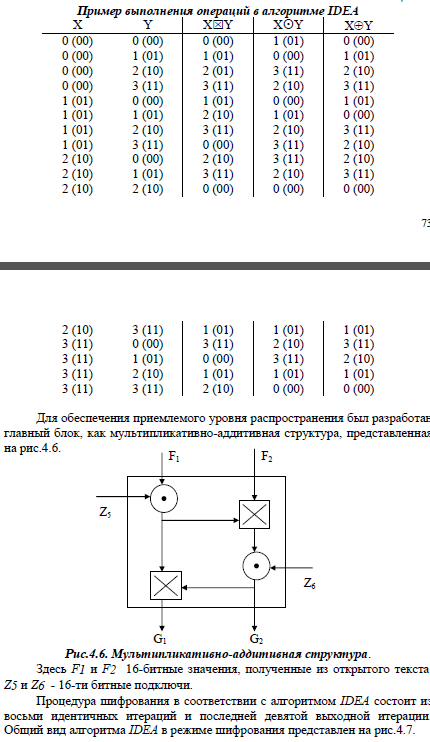 Пример выполнения операций в алгоритме IDEA
X Y X⊠Y X⊙Y X⊕Y
0 (00) 0 (00) 0 (00) 1 (01) 0 (00)
0 (00) 1 (01) 1 (01) 0 (00) 1 (01)
0 (00) 2 (10) 2 (01) 3 (11) 2 (10)
0 (00) 3 (11) 3 (11) 2 (10) 3 (11)
1 (01) 0 (00) 1 (01) 0 (00) 1 (01)
1 (01) 1 (01) 2 (10) 1 (01) 0 (00)
1 (01) 2 (10) 3 (11) 2 (10) 3 (11)
1 (01) 3 (11) 0 (00) 3 (11) 2 (10)
2 (10) 0 (00) 2 (10) 3 (11) 2 (10)
2 (10) 1 (01) 3 (11) 2 (10) 3 (11)
2 (10) 2 (10) 0 (00) 0 (00) 0 (00)
73
2 (10) 3 (11) 1 (01) 1 (01) 1 (01)
3 (11) 0 (00) 3 (11) 2 (10) 3 (11)
3 (11) 1 (01) 0 (00) 3 (11) 2 (10)
3 (11) 2 (10) 1 (01) 1 (01) 1 (01)
3 (11) 3 (11) 2 (10) 0 (00) 0 (00)
Для обеспечения приемлемого уровня распространения был разработан
главный блок, как мультипликативно-аддитивная структура, представленная
на рис.4.6.
F1 F2
Z5
Z6
G1 G2
Рис.4.6. Мультипликативно-аддитивная структура.
Здесь F1 и F2 16-битные значения, полученные из открытого текста
Z5 и Z6 - 16-ти битные подключи.
Процедура шифрования в соответствии с алгоритмом IDEA состоит из
восьми идентичных итераций и последней девятой выходной итерации.
Общий вид алгоритма IDEA в режиме шифрования представлен на рис.4.7.